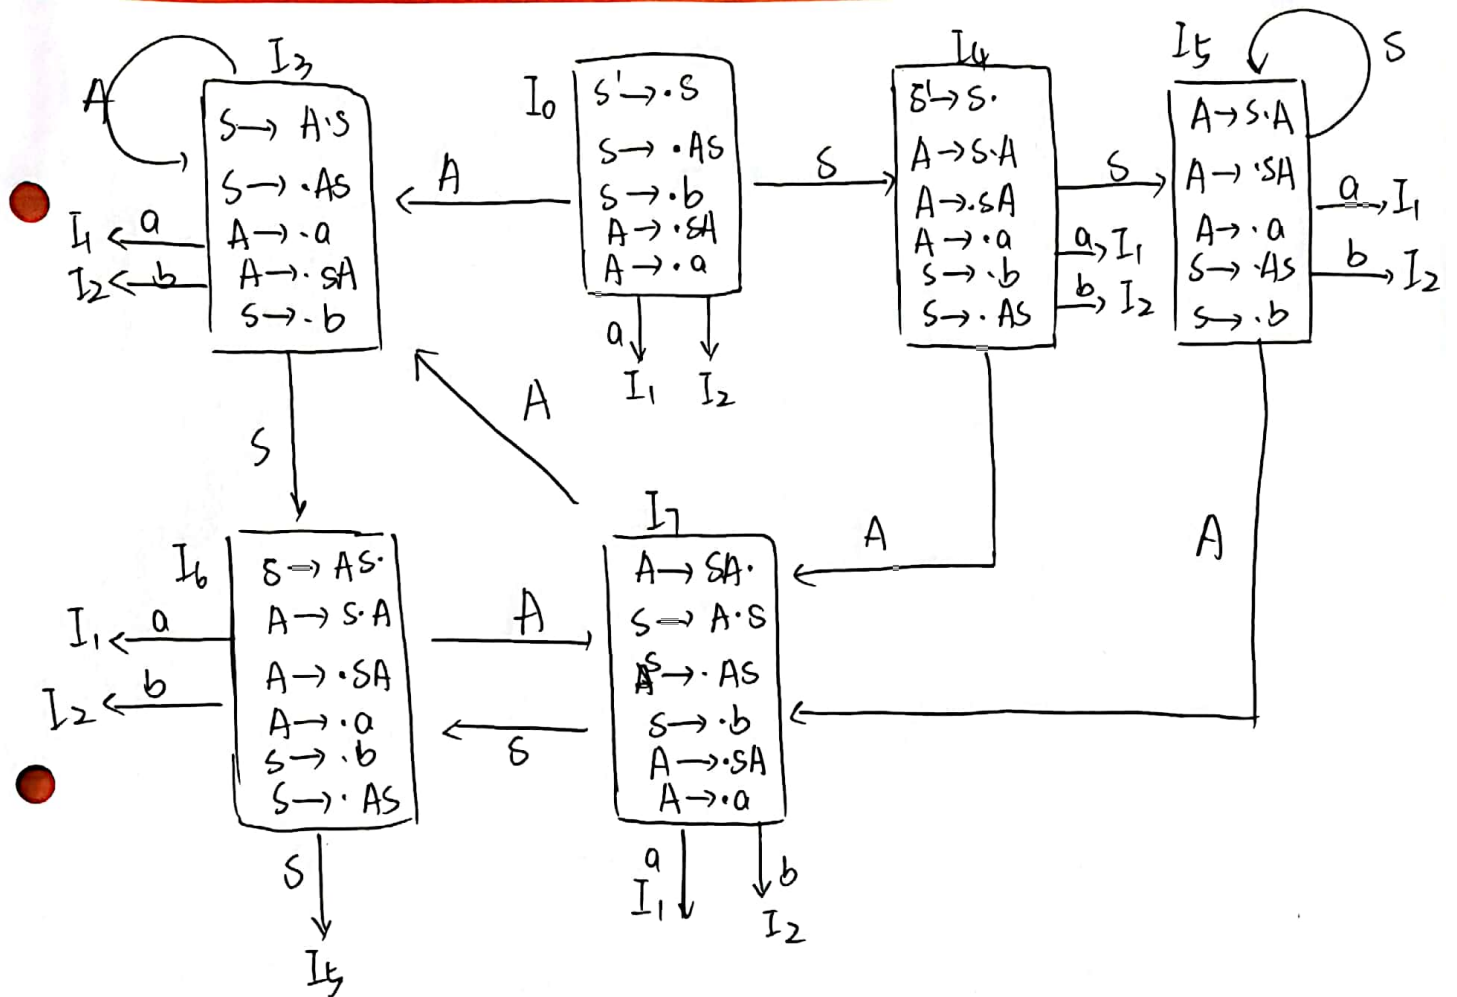 I3
A
S → A·S
S → ·AS
A → ·a
A → ·SA
S → ·b
a
I1
b
I2
A
I0
S' → ·S
S → ·AS
S → ·b
A → ·SA
A → ·a
a
I1
I2
S
I4
S' → S·
A → S·A
A → ·SA
A → ·a
S → ·b
S → ·AS
a
I1
b
I2
S
I5
S
A → S·A
A → ·SA
A → ·a
S → ·AS
S → ·b
a
I1
b
I2
S
A
A
A
I6
S → AS·
A → S·A
A → ·SA
A → ·a
S → ·b
S → ·AS
I1
a
I2
b
S
I5
A
S
I7
A → SA·
S → A·S
S → ·AS
S → ·b
A → ·SA
A → ·a
a
I1
b
I2